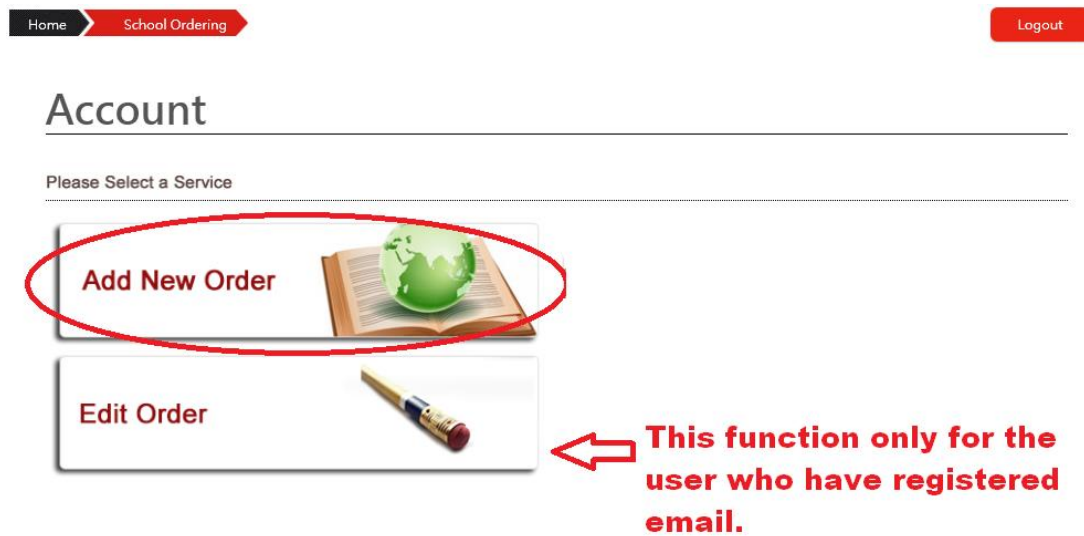 Home School Ordering Logout
Account
Please Select a Service
Add New Order
Edit Order
This function only for the
user who have registered
email.